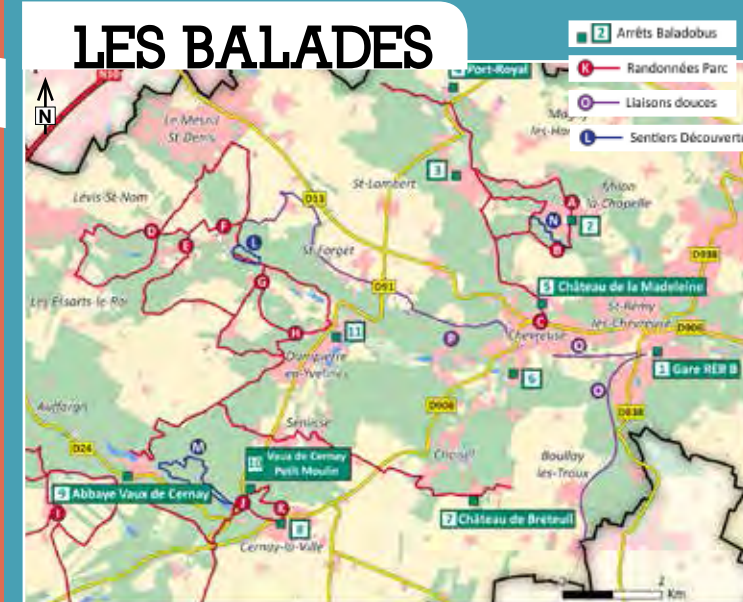 LES BALADES
2 Arrêts Baladobus
K Randonnées Parc
O Liaisons douces
L Sentiers Découverte
N
N10
4 Port-Royal
Le Mesnil
St Denis
3
St-Lambert
Lévis-St-Nom
D13
A
Milon
la-Chapelle
N
2
B
D
E
F
L
St-Forget
G
D91
D938
5 Château de la Madeleine
St-Rémy
lès-Chevreuse
D906
C
Chevreuse
Les Essarts-le-Roi
H
11
P
Q
Dampierre
en-Yvelines
1 Gare RER B
6
O
Auffargis
D906
D938
Senlisse
D24
M
Choisel
Boullay
les-Troux
10 Vaux de Cernay
Petit Moulin
9 Abbaye Vaux de Cernay
I
J
K
7 Château de Breteuil
8
Cernay-la-Ville
0 2
Km